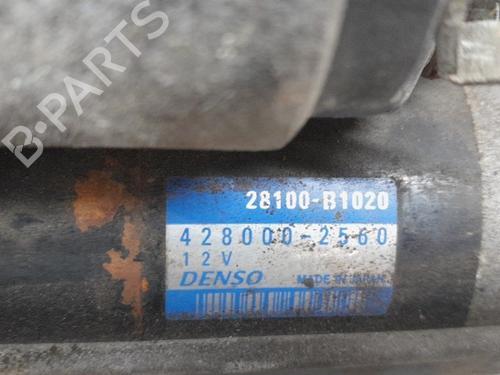 B-PARTS
28100-B1020
428000-2560
12V
DENSO
MADE IN JAPAN